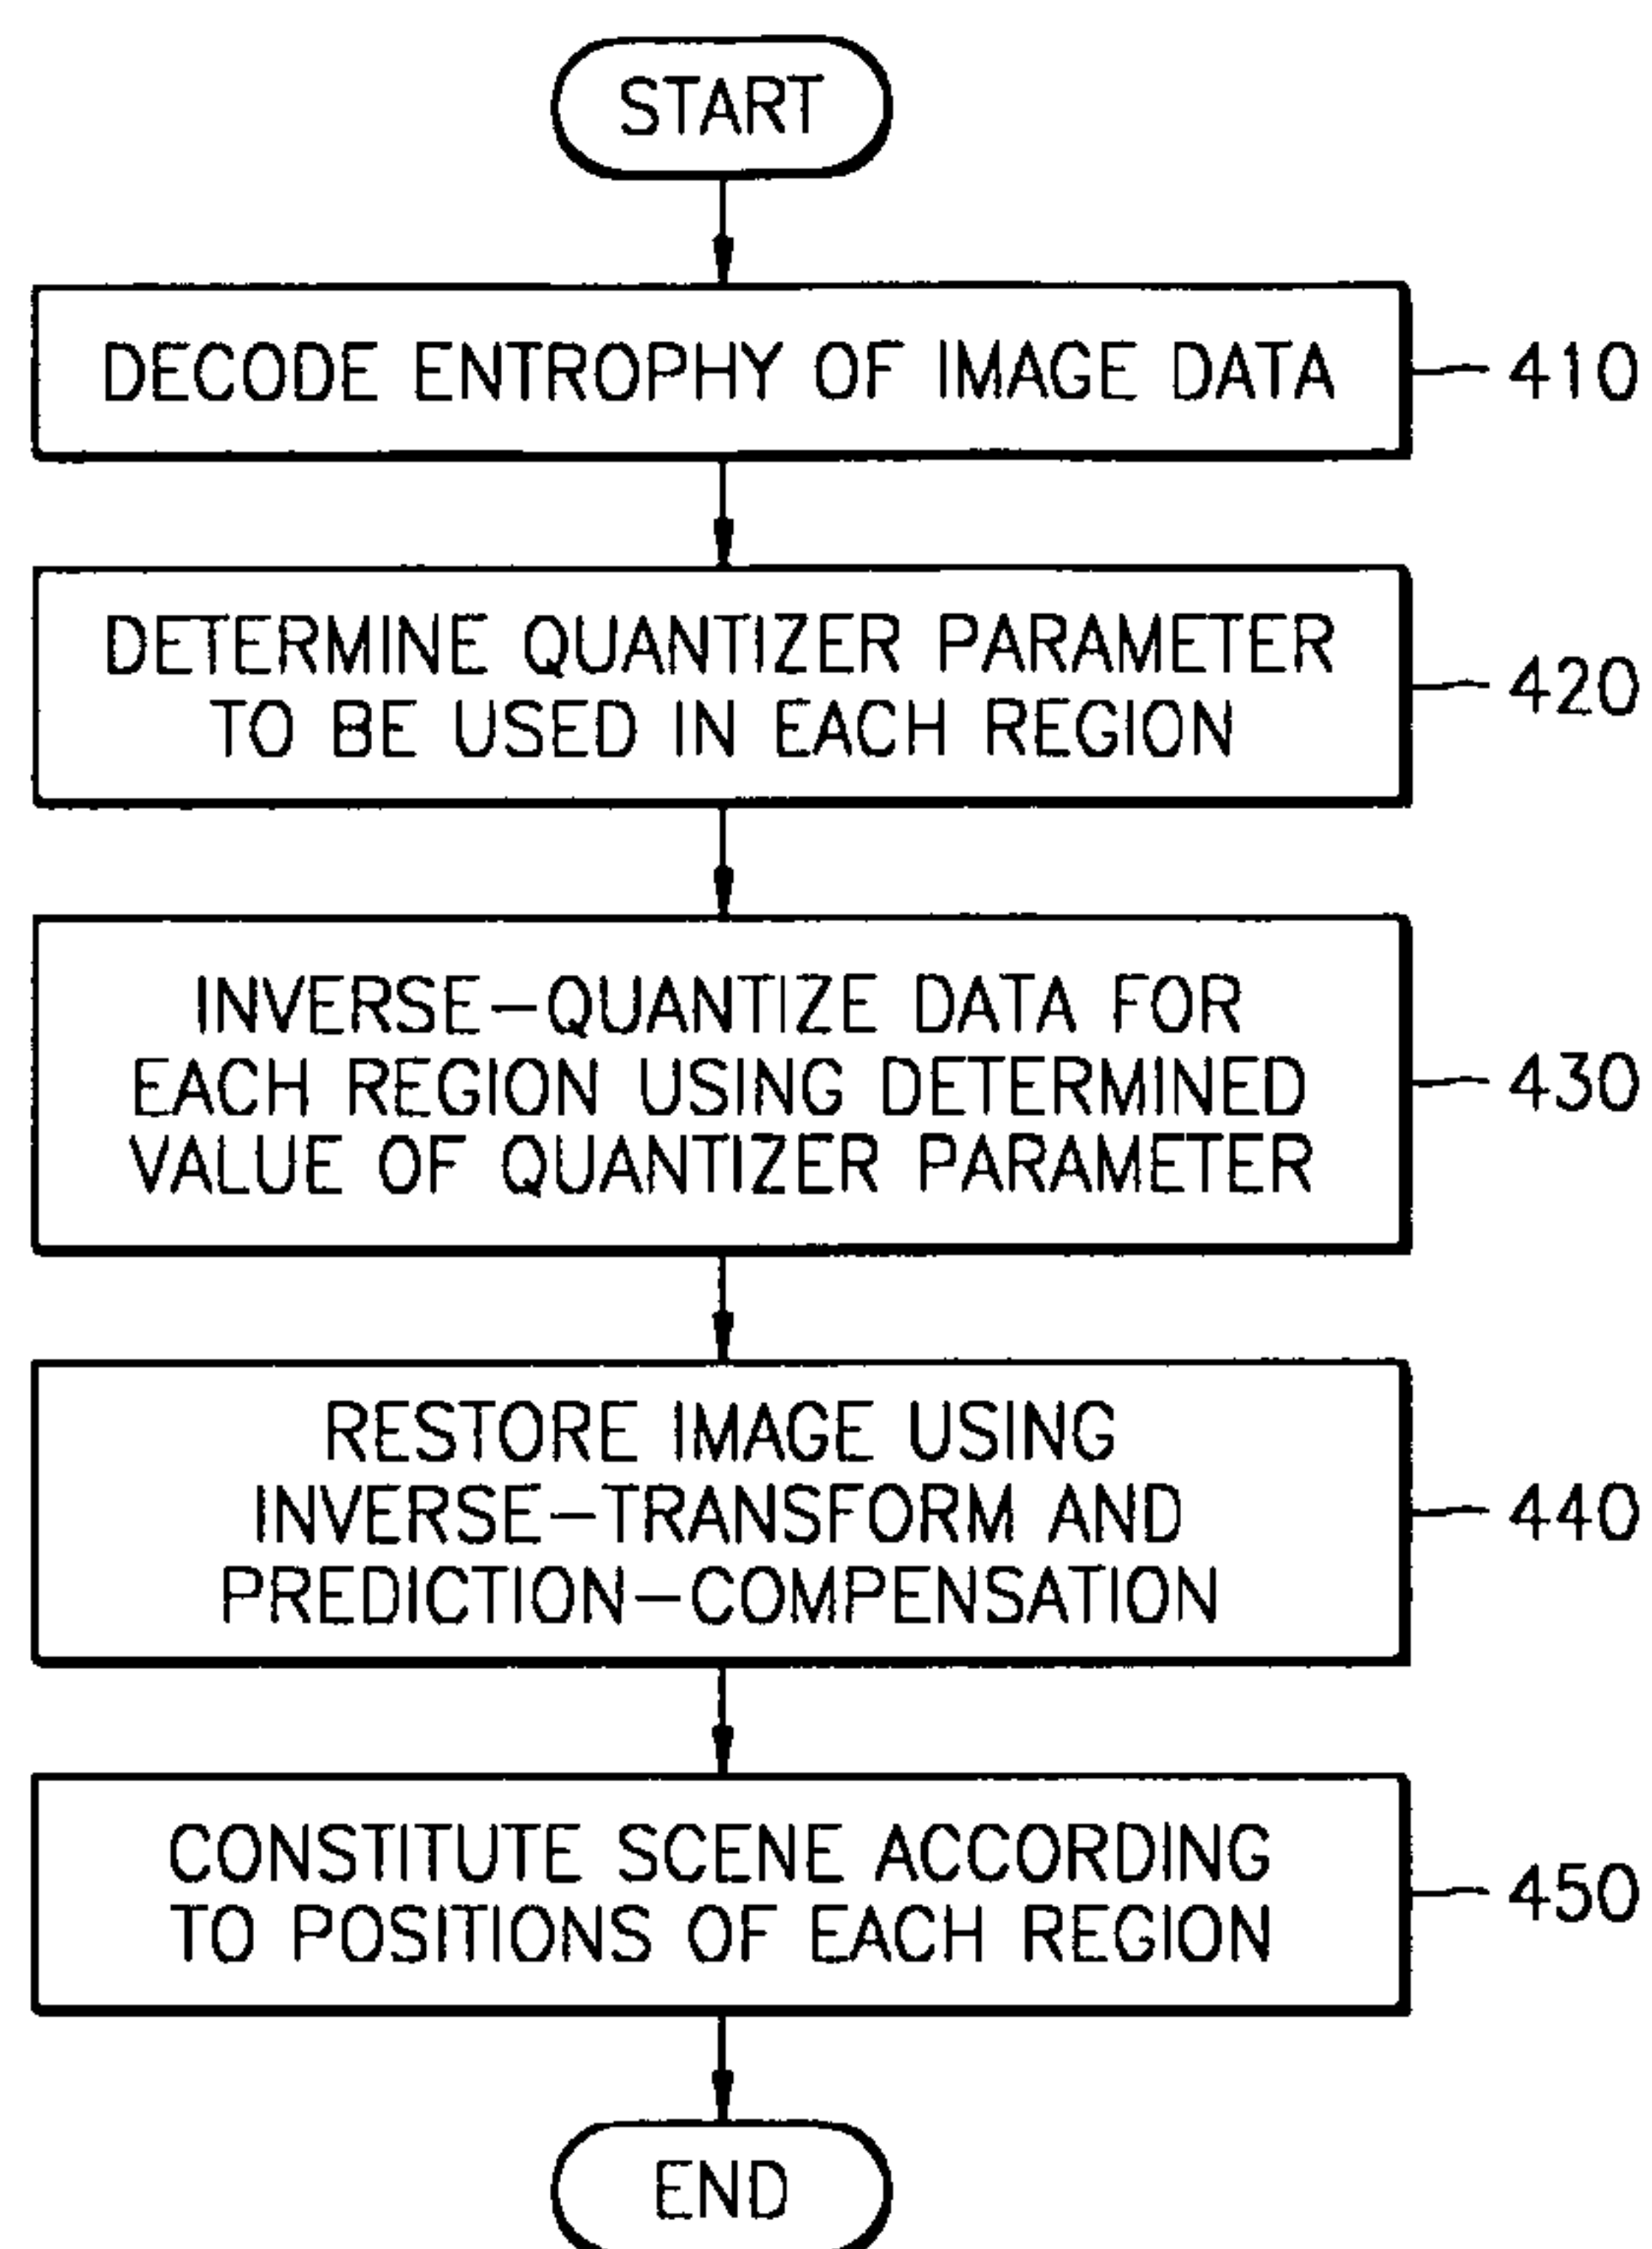 START
DECODE ENTROPHY OF IMAGE DATA
410
DETERMINE QUANTIZER PARAMETER
TO BE USED IN EACH REGION
420
INVERSE-QUANTIZE DATA FOR
EACH REGION USING DETERMINED
VALUE OF QUANTIZER PARAMETER
430
RESTORE IMAGE USING
INVERSE-TRANSFORM AND
PREDICTION-COMPENSATION
440
CONSTITUTE SCENE ACCORDING
TO POSITIONS OF EACH REGION
450
END